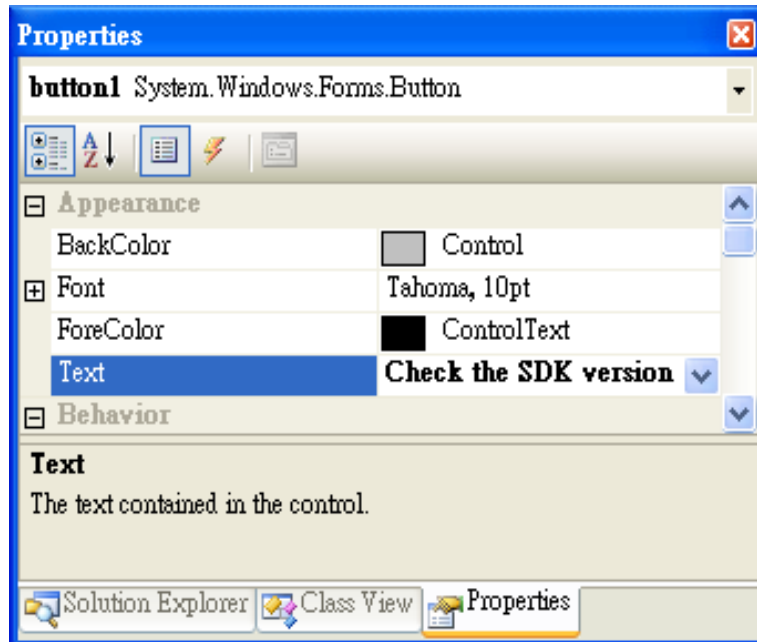 Properties
button1 System.Windows.Forms.Button
A Z
Appearance
BackColor Control
Font Tahoma, 10pt
ForeColor ControlText
Text Check the SDK version
Behavior
Text
The text contained in the control.
Solution Explorer Class View Properties